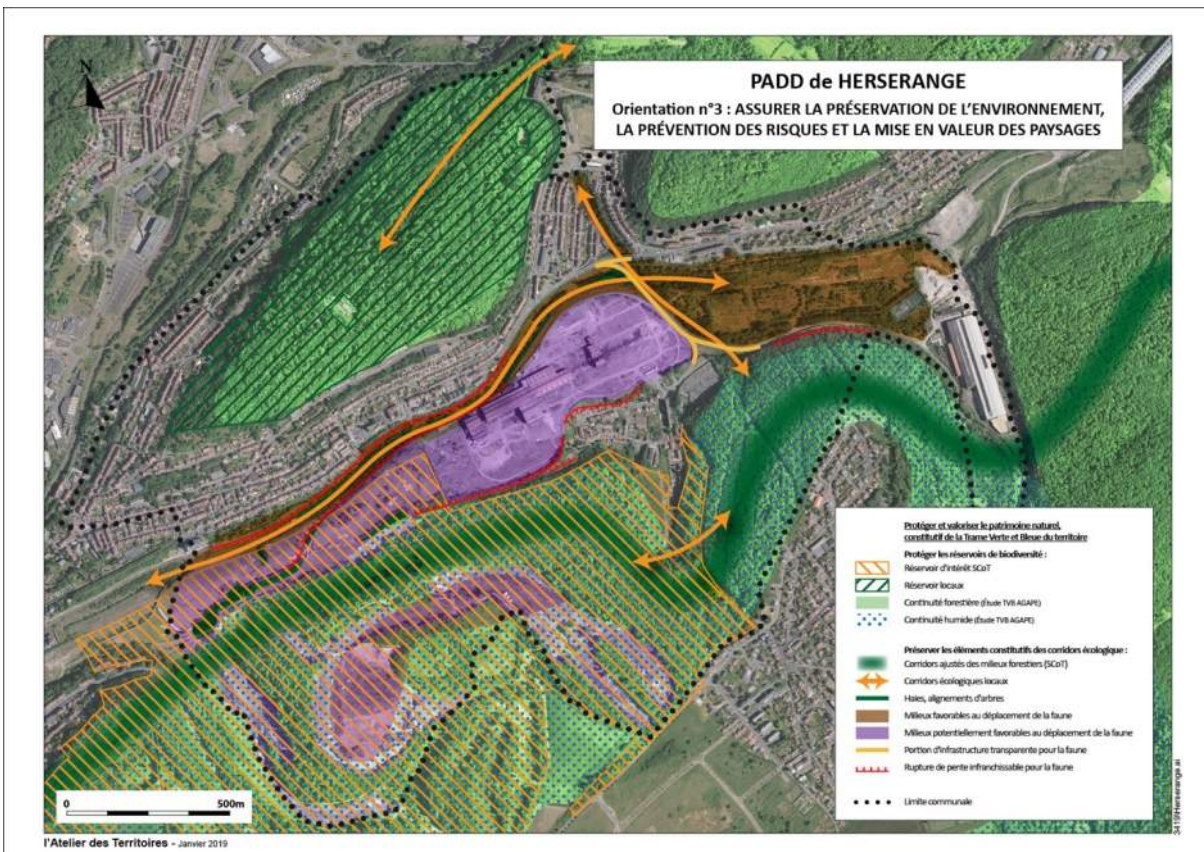 N
PADD de HERSERANGE
Orientation n°3 : ASSURER LA PRÉSERVATION DE L'ENVIRONNEMENT,
LA PRÉVENTION DES RISQUES ET LA MISE EN VALEUR DES PAYSAGES
Protéger et valoriser le patrimoine naturel,
constitutif de la Trame Verte et Bleue du territoire
Protéger les réservoirs de biodiversité :
Réservoir d'intérêt SCoT
Réservoir locaux
Continuité forestière (Étude TVB AGAPE)
Continuité humide (Étude TVB AGAPE)
Préserver les éléments constitutifs des corridors écologique :
Corridors ajustés des milieux forestiers (SCoT)
Corridors écologiques locaux
Haies, alignements d'arbres
Milieux favorables au déplacement de la faune
Milieux potentiellement favorables au déplacement de la faune
Portion d'infrastructure transparente pour la faune
Rupture de pente infranchissable pour la faune
Limite communale
0 500m
l'Atelier des Territoires - Janvier 2019
3419\Herserange.ai